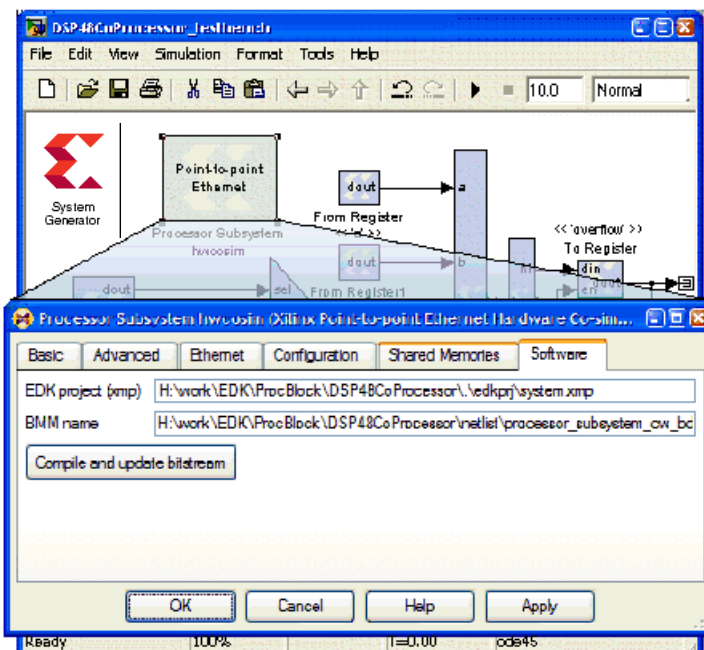 DSP48CoProcessor_testbench
File Edit View Simulation Format Tools Help
10.0 Normal
System
Generator
Point-to-point
Ethernet
Processor Subsystem
hwcosim
dout
From Register
<<'a'>>
a
dout
b
From Register1
dout
sel
<<'overflow'>>
To Register
din
dout
en
Processor Subsystem hwcosim (Xilinx Point-to-point Ethernet Hardware Co-sim...
Basic Advanced Ethernet Configuration Shared Memories Software
EDK project (xmp) H:\work\EDK\ProcBlock\DSP48CoProcessor\.\edkprj\system.xmp
BMM name H:\work\EDK\ProcBlock\DSP48CoProcessor\netlist\processor_subsystem_cw_bd
Compile and update bitstream
OK Cancel Help Apply
Ready 100% T=0.00 ode45